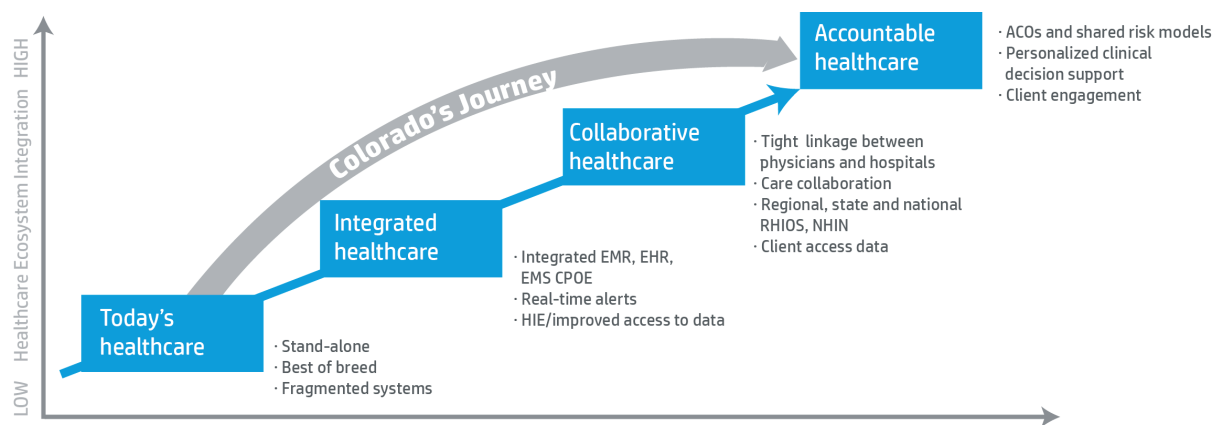 LOW Healthcare Ecosystem Integration HIGH
Colorado's Journey
Today's
healthcare
· Stand-alone
· Best of breed
· Fragmented systems
Integrated
healthcare
· Integrated EMR, EHR,
EMS CPOE
· Real-time alerts
· HIE/improved access to data
Collaborative
healthcare
· Tight linkage between
physicians and hospitals
· Care collaboration
· Regional, state and national
RHIOS, NHIN
· Client access data
Accountable
healthcare
· ACOs and shared risk models
· Personalized clinical
decision support
· Client engagement